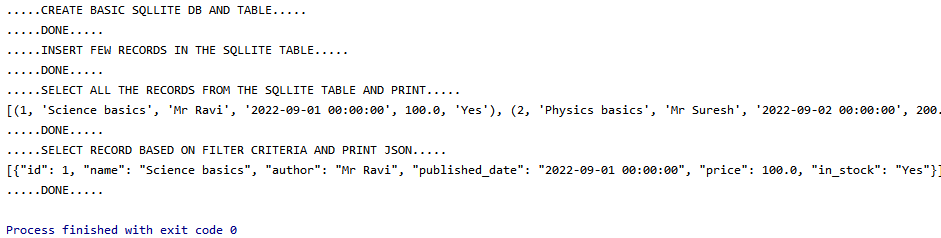 .....CREATE BASIC SQLLITE DB AND TABLE.....
.....DONE.....
.....INSERT FEW RECORDS IN THE SQLLITE TABLE.....
.....DONE.....
.....SELECT ALL THE RECORDS FROM THE SQLLITE TABLE AND PRINT.....
[(1, 'Science basics', 'Mr Ravi', '2022-09-01 00:00:00', 100.0, 'Yes'), (2, 'Physics basics', 'Mr Suresh', '2022-09-02 00:00:00', 200.
.....DONE.....
.....SELECT RECORD BASED ON FILTER CRITERIA AND PRINT JSON.....
[{"id": 1, "name": "Science basics", "author": "Mr Ravi", "published_date": "2022-09-01 00:00:00", "price": 100.0, "in_stock": "Yes"}]
.....DONE.....
Process finished with exit code 0